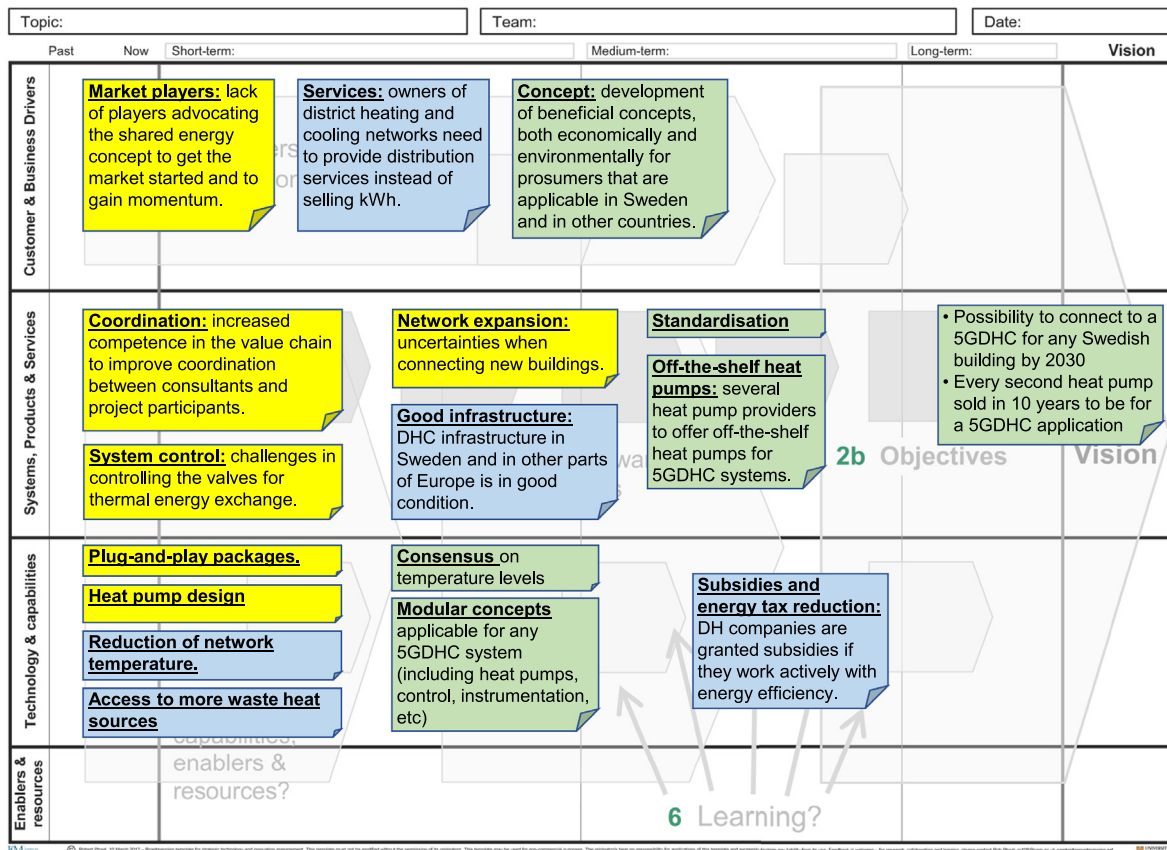 Topic:
Team:
Date:
Past
Now
Short-term:
Medium-term:
Long-term:
Vision
Customer & Business Drivers
Market players: lack
of players advocating
the shared energy
concept to get the
market started and to
gain momentum.
Services: owners of
district heating and
cooling networks need
to provide distribution
services instead of
selling kWh.
Concept: development
of beneficial concepts,
both economically and
environmentally for
prosumers that are
applicable in Sweden
and in other countries.
Systems, Products & Services
Coordination: increased
competence in the value chain
to improve coordination
between consultants and
project participants.
System control: challenges in
controlling the valves for
thermal energy exchange.
Network expansion:
uncertainties when
connecting new buildings.
Good infrastructure:
DHC infrastructure in
Sweden and in other parts
of Europe is in good
condition.
Standardisation
Off-the-shelf heat
pumps: several
heat pump providers
to offer off-the-shelf
heat pumps for
5GDHC systems.
2b Objectives
• Possibility to connect to a
5GDHC for any Swedish
building by 2030
• Every second heat pump
sold in 10 years to be for
a 5GDHC application
Vision
Technology & capabilities
Plug-and-play packages.
Heat pump design
Reduction of network
temperature.
Access to more waste heat
sources
Consensus on
temperature levels
Modular concepts
applicable for any
5GDHC system
(including heat pumps,
control, instrumentation,
etc)
Subsidies and
energy tax reduction:
DH companies are
granted subsidies if
they work actively with
energy efficiency.
capabilities,
enablers &
resources?
Enablers &
resources
6 Learning?